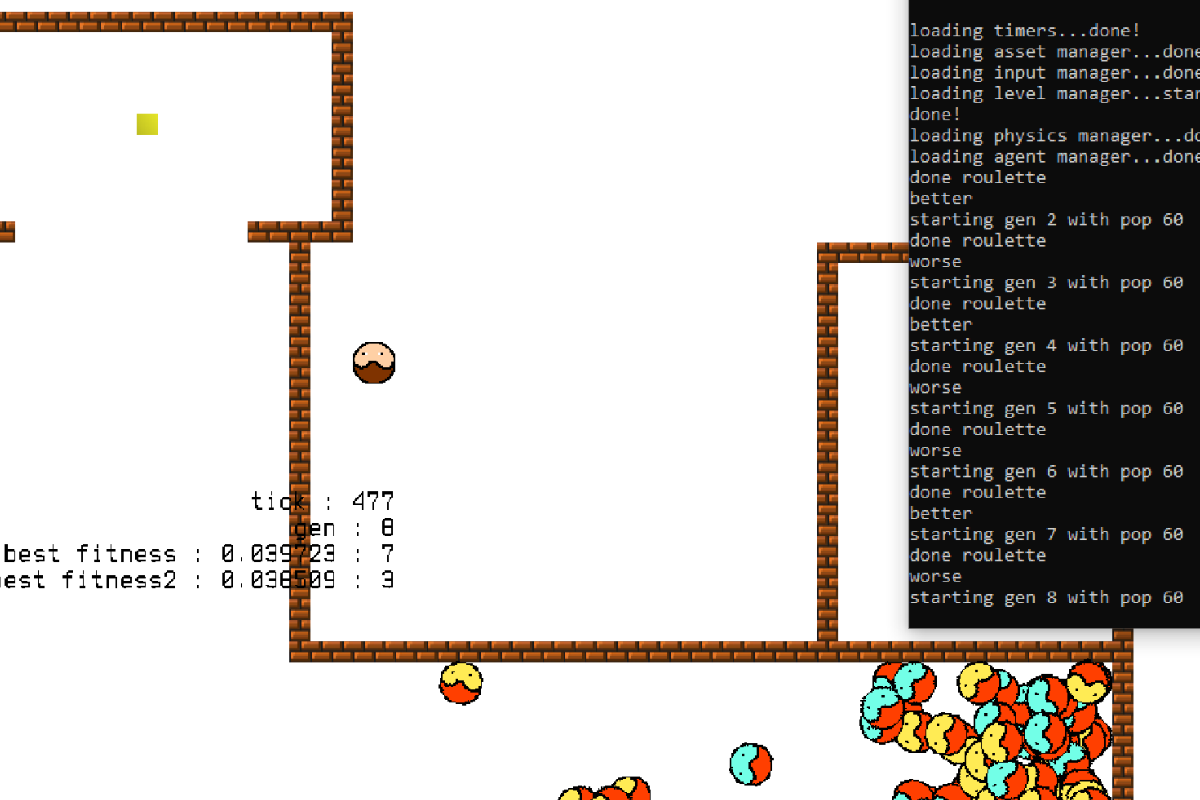 tick : 477
gen : 8
best fitness : 0.039723 : 7
fitness2 : 0.036509 : 3
loading timers...done!
loading asset manager...done
loading input manager...done
loading level manager...star
done!
loading physics manager...do
loading agent manager...done
done roulette
better
starting gen 2 with pop 60
done roulette
worse
starting gen 3 with pop 60
done roulette
better
starting gen 4 with pop 60
done roulette
worse
starting gen 5 with pop 60
done roulette
worse
starting gen 6 with pop 60
done roulette
better
starting gen 7 with pop 60
done roulette
worse
starting gen 8 with pop 60